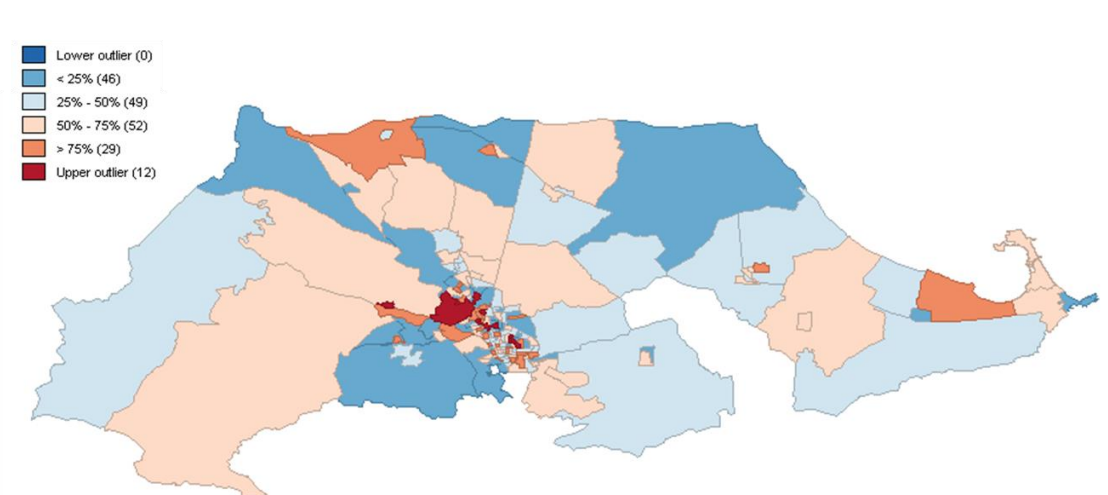 Lower outlier (0)
< 25% (46)
25% - 50% (49)
50% - 75% (52)
> 75% (29)
Upper outlier (12)